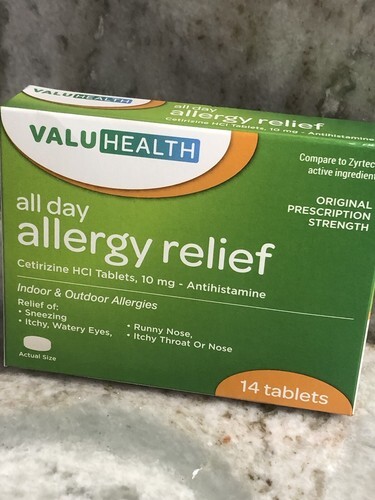 VALUHEALTH
all day
allergy relief
Cetirizine HCl Tablets, 10 mg - Antihistamine
VALUHEALTH
Compare to Zyrtec
active ingredient
all day
allergy relief
ORIGINAL
PRESCRIPTION
STRENGTH
Cetirizine HCl Tablets, 10 mg - Antihistamine
Indoor & Outdoor Allergies
Relief of:
• Sneezing
• Itchy, Watery Eyes,
• Runny Nose,
• Itchy Throat Or Nose
Actual Size
14 tablets